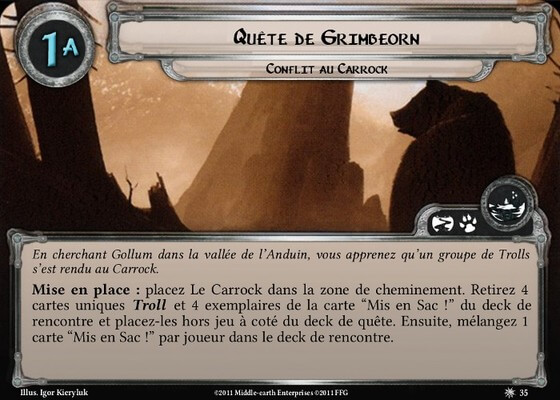 1A
QUÊTE DE GRIMBEORN
CONFLIT AU CARROCK
En cherchant Gollum dans la vallée de l'Anduin, vous apprenez qu'un groupe de Trolls
s'est rendu au Carrock.
Mise en place : placez Le Carrock dans la zone de cheminement. Retirez 4
cartes uniques Troll et 4 exemplaires de la carte “Mis en Sac !” du deck de
rencontre et placez-les hors jeu à coté du deck de quête. Ensuite, mélangez 1
carte “Mis en Sac !” par joueur dans le deck de rencontre.
Illus. Igor Kieryluk ©2011 Middle-earth Enterprises ©2011 FFG 35